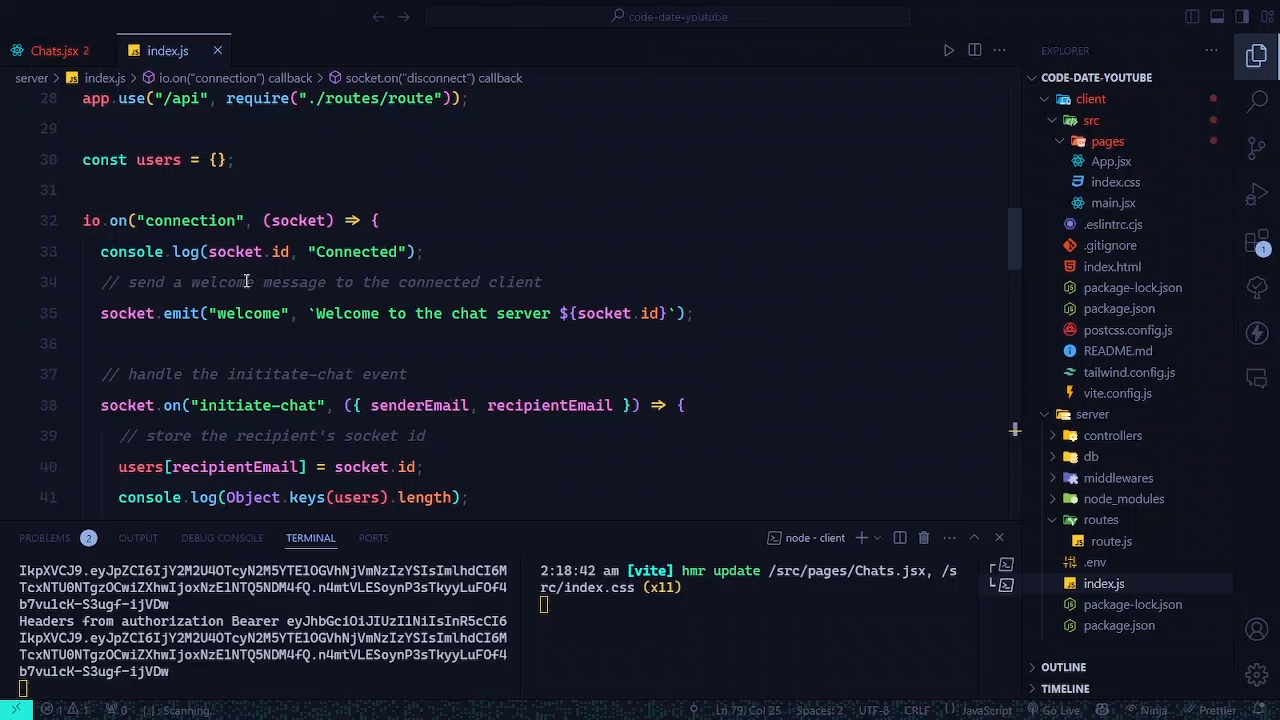 code-date-youtube
Chats.jsx 2
index.js
EXPLORER
server > index.js > io.on("connection") callback > socket.on("disconnect") callback
28 app.use("/api", require("./routes/route"));
29
30 const users = {};
31
32 io.on("connection", (socket) => {
33 console.log(socket.id, "Connected");
34 // send a welcome message to the connected client
35 socket.emit("welcome", `Welcome to the chat server ${socket.id}`);
36
37 // handle the inititate-chat event
38 socket.on("initiate-chat", ({ senderEmail, recipientEmail }) => {
39 // store the recipient's socket id
40 users[recipientEmail] = socket.id;
41 console.log(Object.keys(users).length);
CODE-DATE-YOUTUBE
client
src
pages
App.jsx
index.css
main.jsx
.eslintrc.cjs
.gitignore
index.html
package-lock.json
package.json
postcss.config.js
README.md
tailwind.config.js
vite.config.js
server
controllers
db
middlewares
node_modules
routes
route.js
.env
index.js
package-lock.json
package.json
OUTLINE
TIMELINE
1
PROBLEMS 2 OUTPUT DEBUG CONSOLE TERMINAL PORTS
node - client
IkpXVCJ9.eyJpZCI6IjY2M2U4OTcyN2M5YTE1OGVhNjVmNzIzYSIsImlhdCI6M
TcxNTU0NTgzOCwiZXhwIjoxNzE1NTQ5NDM4fQ.n4mtVLESoynP3sTkyyLuFOf4
b7vulcK-S3ugf-ijVDw
Headers from authorization Bearer eyJhbGciOiJIUzI1NiIsInR5cCI6
IkpXVCJ9.eyJpZCI6IjY2M2U4OTcyN2M5YTE1OGVhNjVmNzIzYSIsImlhdCI6M
TcxNTU0NTgzOCwiZXhwIjoxNzE1NTQ5NDM4fQ.n4mtVLESoynP3sTkyyLuFOf4
b7vulcK-S3ugf-ijVDw
2:18:42 am [vite] hmr update /src/pages/Chats.jsx, /s
rc/index.css (x11)
1 1 0 Scanning.. Ln 79, Col 25 Spaces: 2 UTF-8 CRLF JavaScript Go Live Ninja Prettier